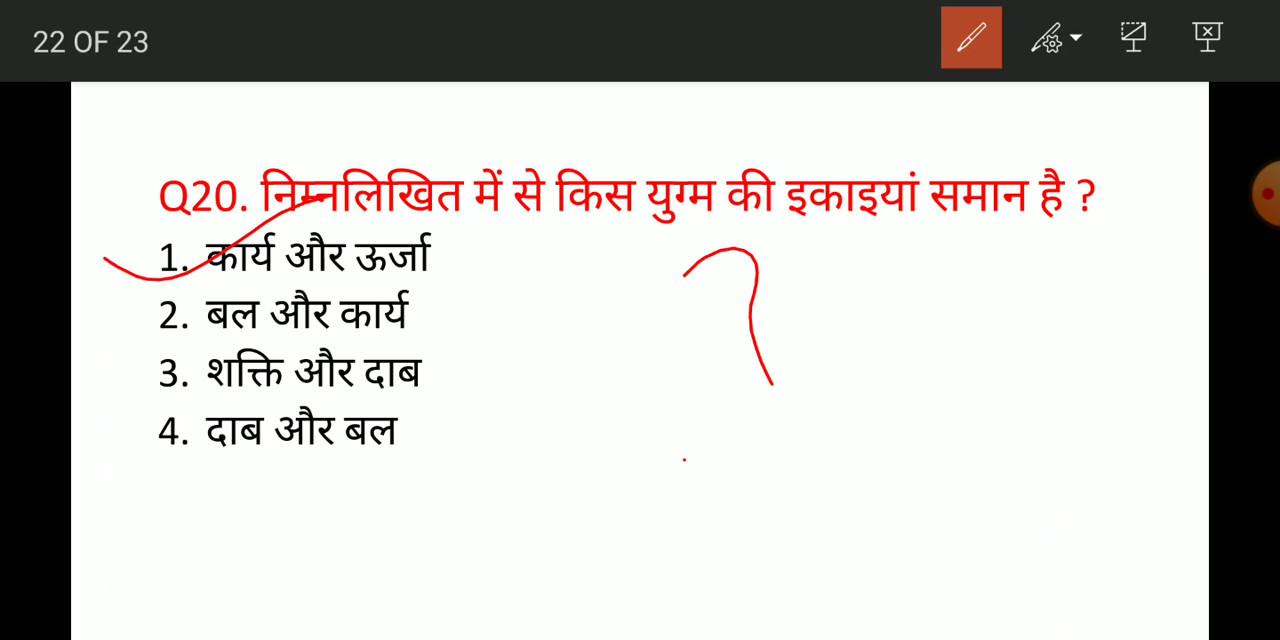 22 OF 23
Q20. निम्नलिखित में से किस युग्म की इकाइयां समान है ?
1. कार्य और ऊर्जा
2. बल और कार्य
3. शक्ति और दाब
4. दाब और बल